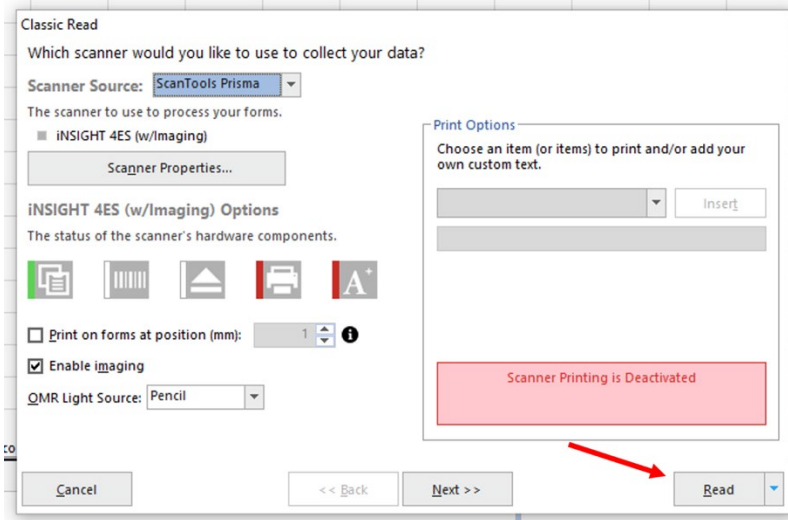 Classic Read
Which scanner would you like to use to collect your data?
Scanner Source: ScanTools Prisma
The scanner to use to process your forms.
iNSIGHT 4ES (w/Imaging)
Scanner Properties...
iNSIGHT 4ES (w/Imaging) Options
The status of the scanner's hardware components.
A+
Print on forms at position (mm): 1
Enable imaging
OMR Light Source: Pencil
Print Options
Choose an item (or items) to print and/or add your
own custom text.
Insert
Scanner Printing is Deactivated
co
Cancel
<< Back
Next >>
Read